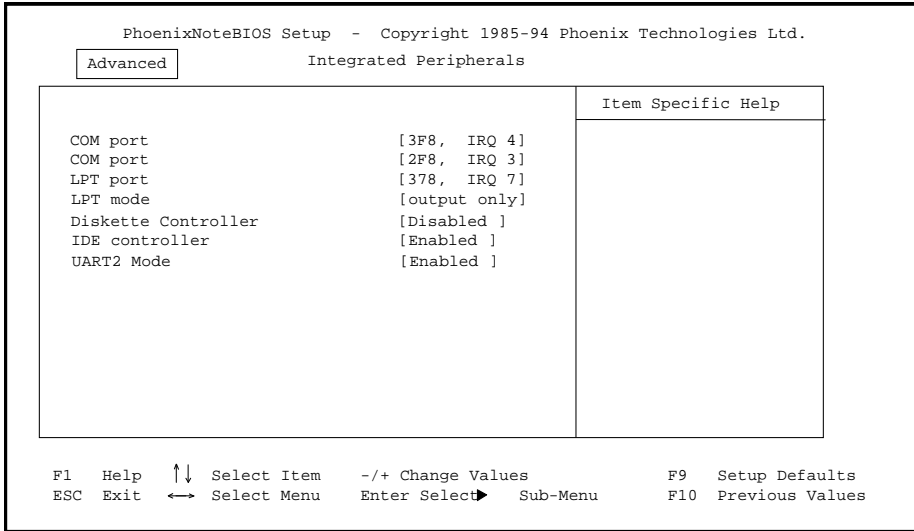 PhoenixNoteBIOS Setup - Copyright 1985-94 Phoenix Technologies Ltd.
Advanced Integrated Peripherals
Item Specific Help
COM port [3F8, IRQ 4]
COM port [2F8, IRQ 3]
LPT port [378, IRQ 7]
LPT mode [output only]
Diskette Controller [Disabled ]
IDE controller [Enabled ]
UART2 Mode [Enabled ]
F1 Help ↑↓ Select Item -/+ Change Values F9 Setup Defaults
ESC Exit ←→ Select Menu Enter Select▶ Sub-Menu F10 Previous Values